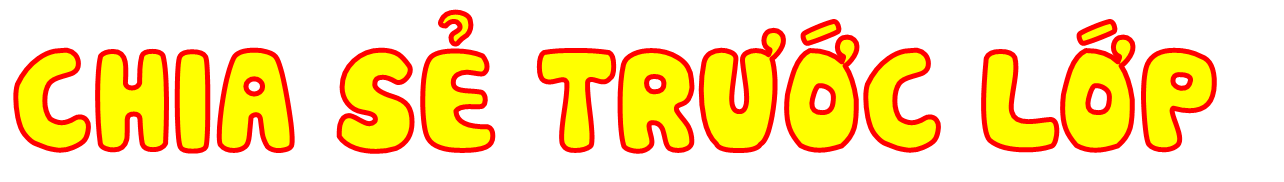 CHIA SẺ TRƯỚC LỚP